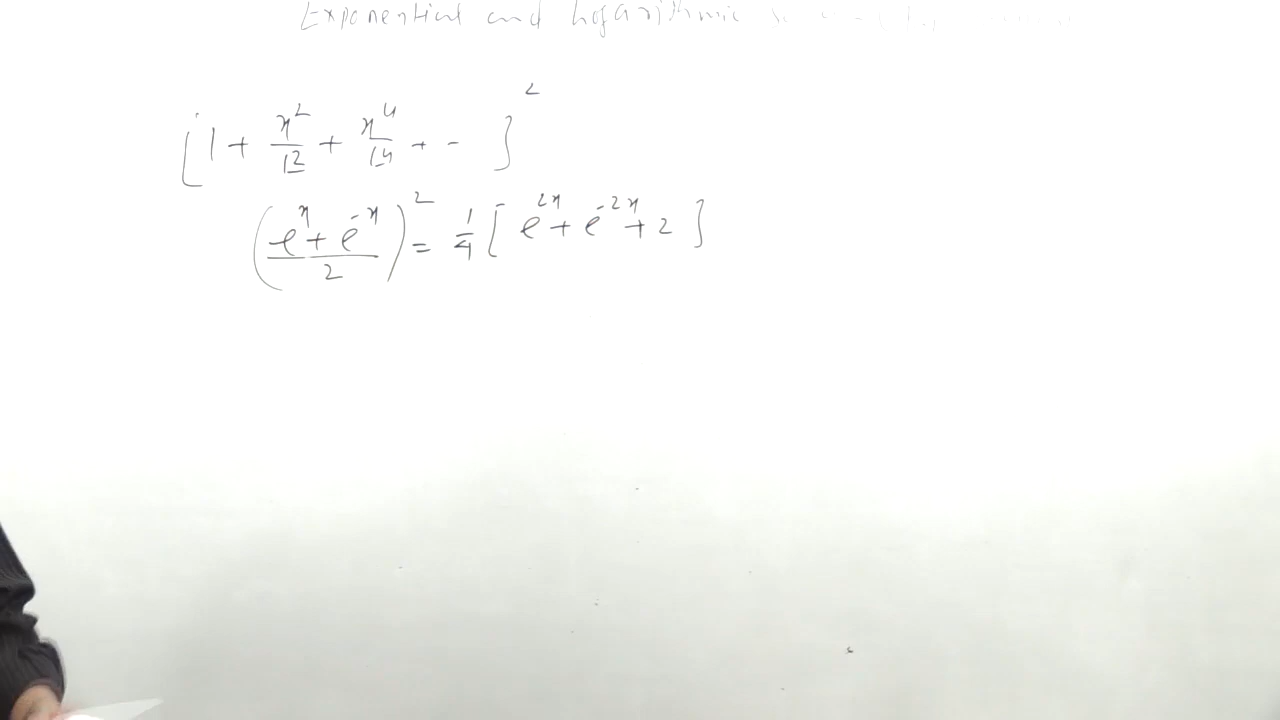 Exponential and Logarithmic
[1 + x²/|2 + x⁴/|4 + - ]²
((eˣ + e⁻ˣ)/2)² = 1/4 [e²ˣ + e⁻²ˣ + 2]